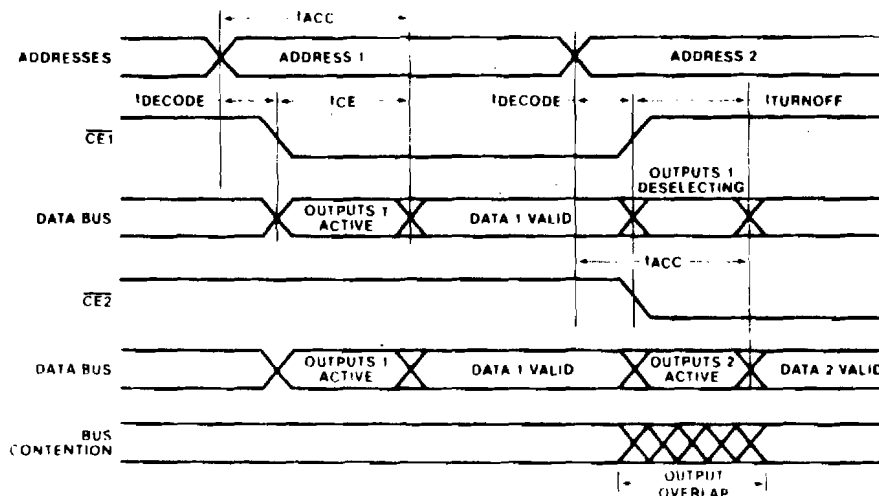 tACC
ADDRESSES
ADDRESS 1
ADDRESS 2
tDECODE
tCE
tDECODE
tTURNOFF
CE1
OUTPUTS 1
DESELECTING
DATA BUS
OUTPUTS 1
ACTIVE
DATA 1 VALID
tACC
CE2
DATA BUS
OUTPUTS 1
ACTIVE
DATA 1 VALID
OUTPUTS 2
ACTIVE
DATA 2 VALID
BUS
CONTENTION
OUTPUT
OVERLAP